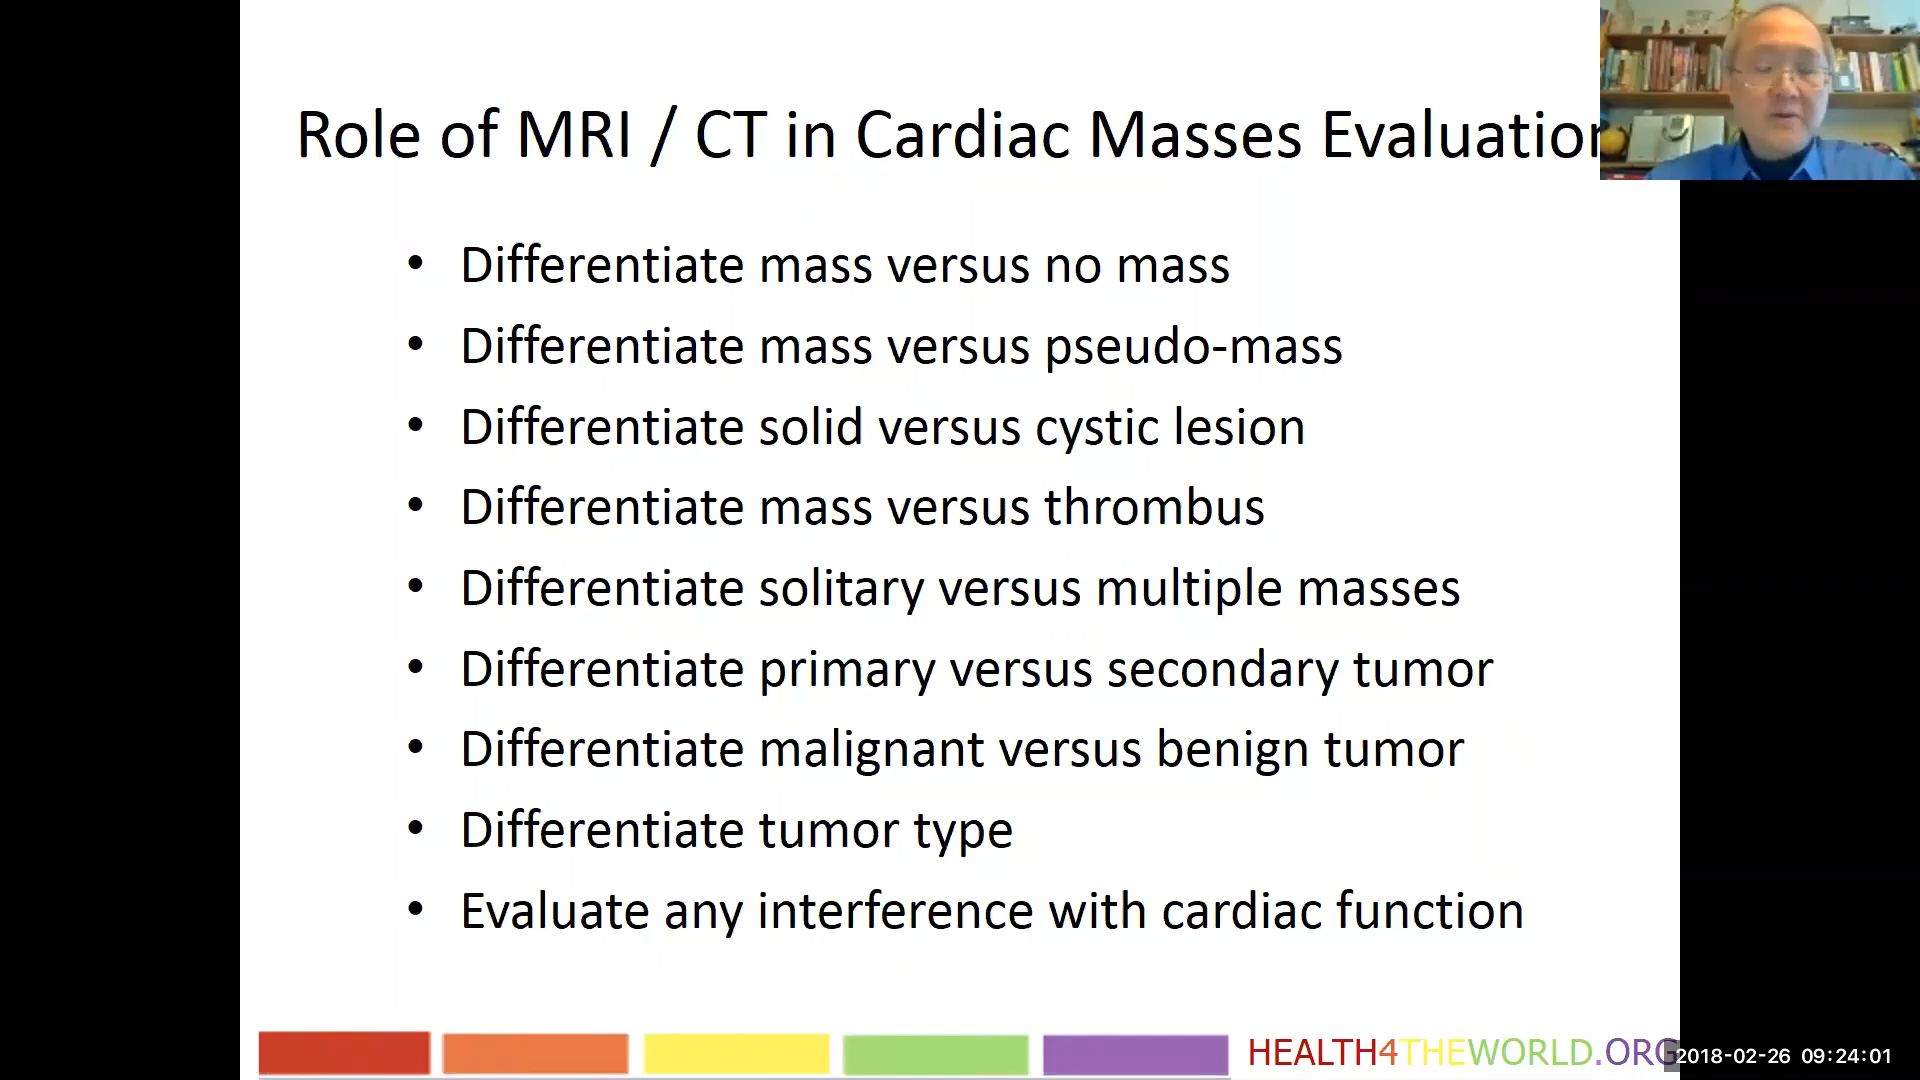 Role of MRI / CT in Cardiac Masses Evaluation
• Differentiate mass versus no mass
• Differentiate mass versus pseudo-mass
• Differentiate solid versus cystic lesion
• Differentiate mass versus thrombus
• Differentiate solitary versus multiple masses
• Differentiate primary versus secondary tumor
• Differentiate malignant versus benign tumor
• Differentiate tumor type
• Evaluate any interference with cardiac function
HEALTH4THEWORLD.ORG
2018-02-26 09:24:01